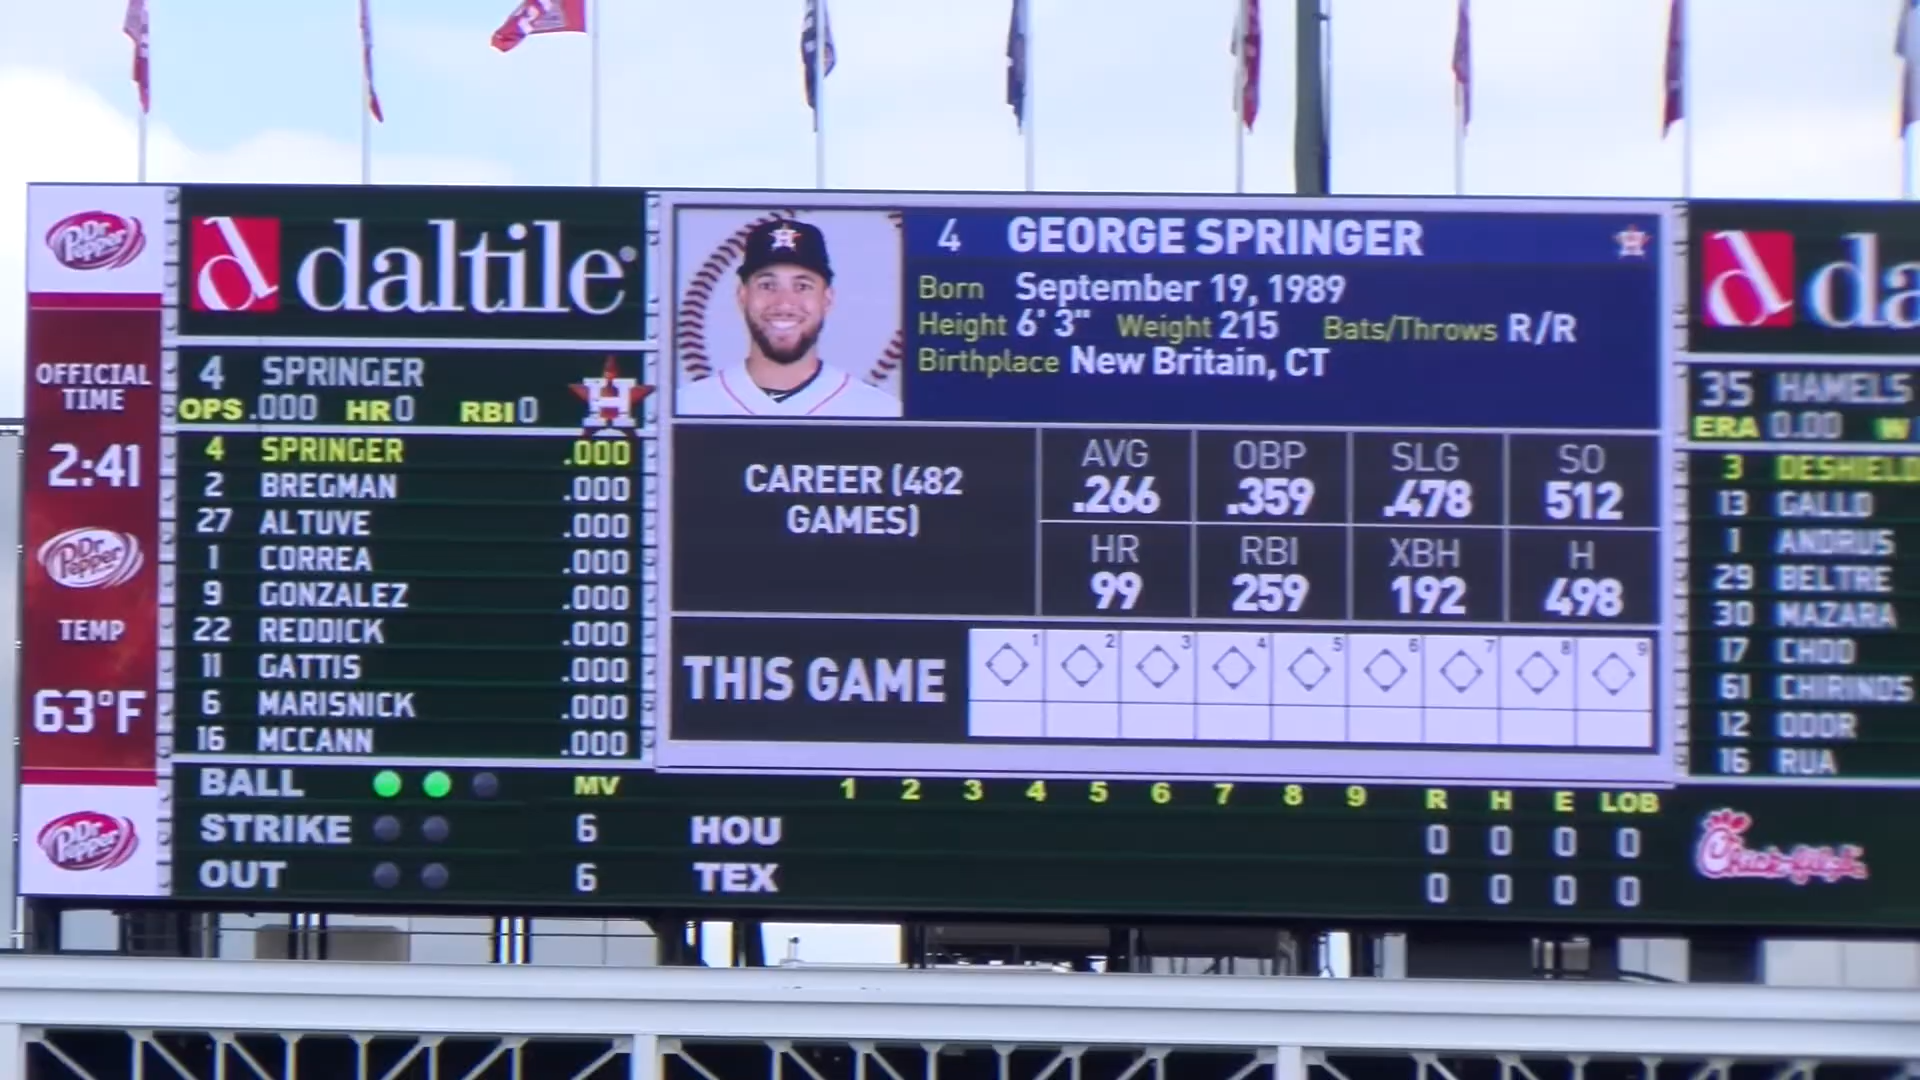 Dr Pepper
OFFICIAL
TIME
2:41
Dr Pepper
TEMP
63°F
Dr Pepper
d daltile®
4 SPRINGER
OPS .000 HR 0 RBI 0
H
4 SPRINGER .000
2 BREGMAN .000
27 ALTUVE .000
1 CORREA .000
9 GONZALEZ .000
22 REDDICK .000
11 GATTIS .000
6 MARISNICK .000
16 MCCANN .000
4 GEORGE SPRINGER
Born September 19, 1989
Height 6' 3" Weight 215 Bats/Throws R/R
Birthplace New Britain, CT
CAREER (482
GAMES)
AVG OBP SLG SO
.266 .359 .478 512
HR RBI XBH H
99 259 192 498
THIS GAME
1 2 3 4 5 6 7 8 9
d da
35 HAMELS
ERA 0.00 W
3 DESHIELD
13 GALLO
1 ANDRUS
29 BELTRE
30 MAZARA
17 CHOO
61 CHIRINOS
12 ODOR
16 RUA
BALL MV 1 2 3 4 5 6 7 8 9 R H E LOB
STRIKE 6 HOU 0 0 0 0
OUT 6 TEX 0 0 0 0
Chick-fil-A